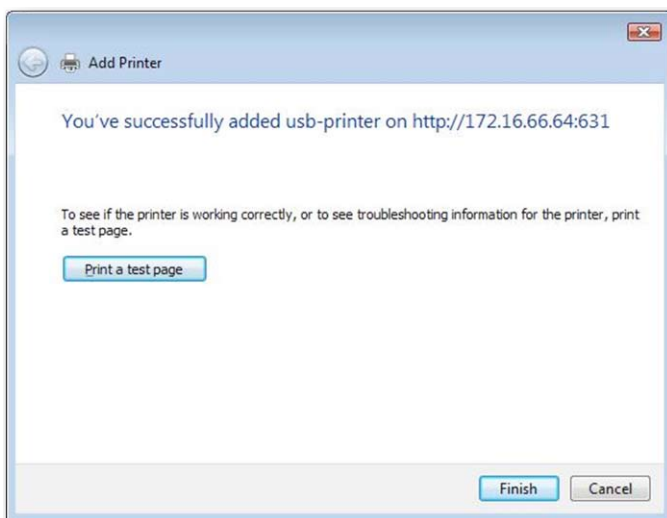 Add Printer
You've successfully added usb-printer on http://172.16.66.64:631
To see if the printer is working correctly, or to see troubleshooting information for the printer, print
a test page.
Print a test page
Finish
Cancel